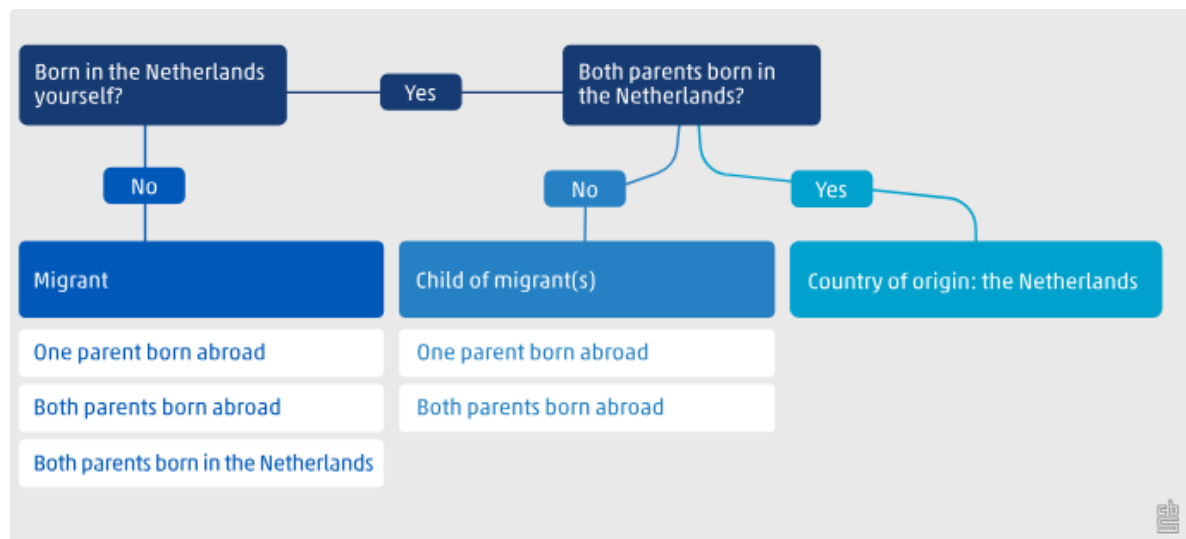 Born in the Netherlands
yourself?
Yes
Both parents born in
the Netherlands?
No
No
Yes
Migrant
Child of migrant(s)
Country of origin: the Netherlands
One parent born abroad
One parent born abroad
Both parents born abroad
Both parents born abroad
Both parents born in the Netherlands
cbs